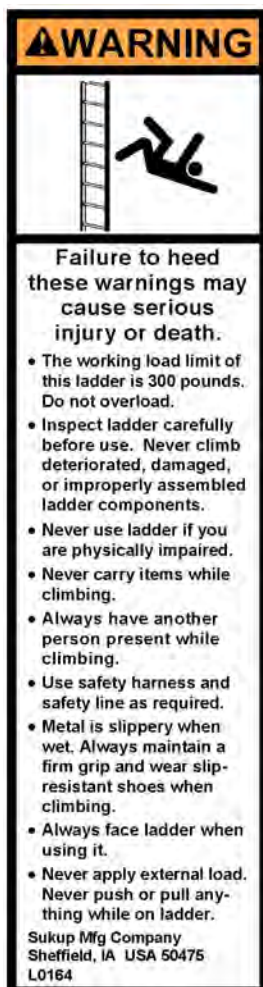 WARNING
Failure to heed
these warnings may
cause serious
injury or death.
• The working load limit of
this ladder is 300 pounds.
Do not overload.
• Inspect ladder carefully
before use. Never climb
deteriorated, damaged,
or improperly assembled
ladder components.
• Never use ladder if you
are physically impaired.
• Never carry items while
climbing.
• Always have another
person present while
climbing.
• Use safety harness and
safety line as required.
• Metal is slippery when
wet. Always maintain a
firm grip and wear slip-
resistant shoes when
climbing.
• Always face ladder when
using it.
• Never apply external load.
Never push or pull any-
thing while on ladder.
Sukup Mfg Company
Sheffield, IA USA 50475
L0164